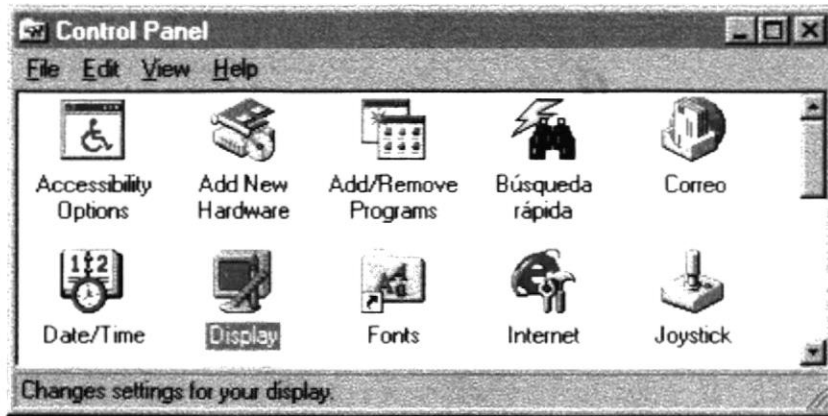 Control Panel
File Edit View Help
Accessibility Options
Add New Hardware
Add/Remove Programs
Búsqueda rápida
Correo
12
Date/Time
Display
Fonts
Internet
Joystick
Changes settings for your display.